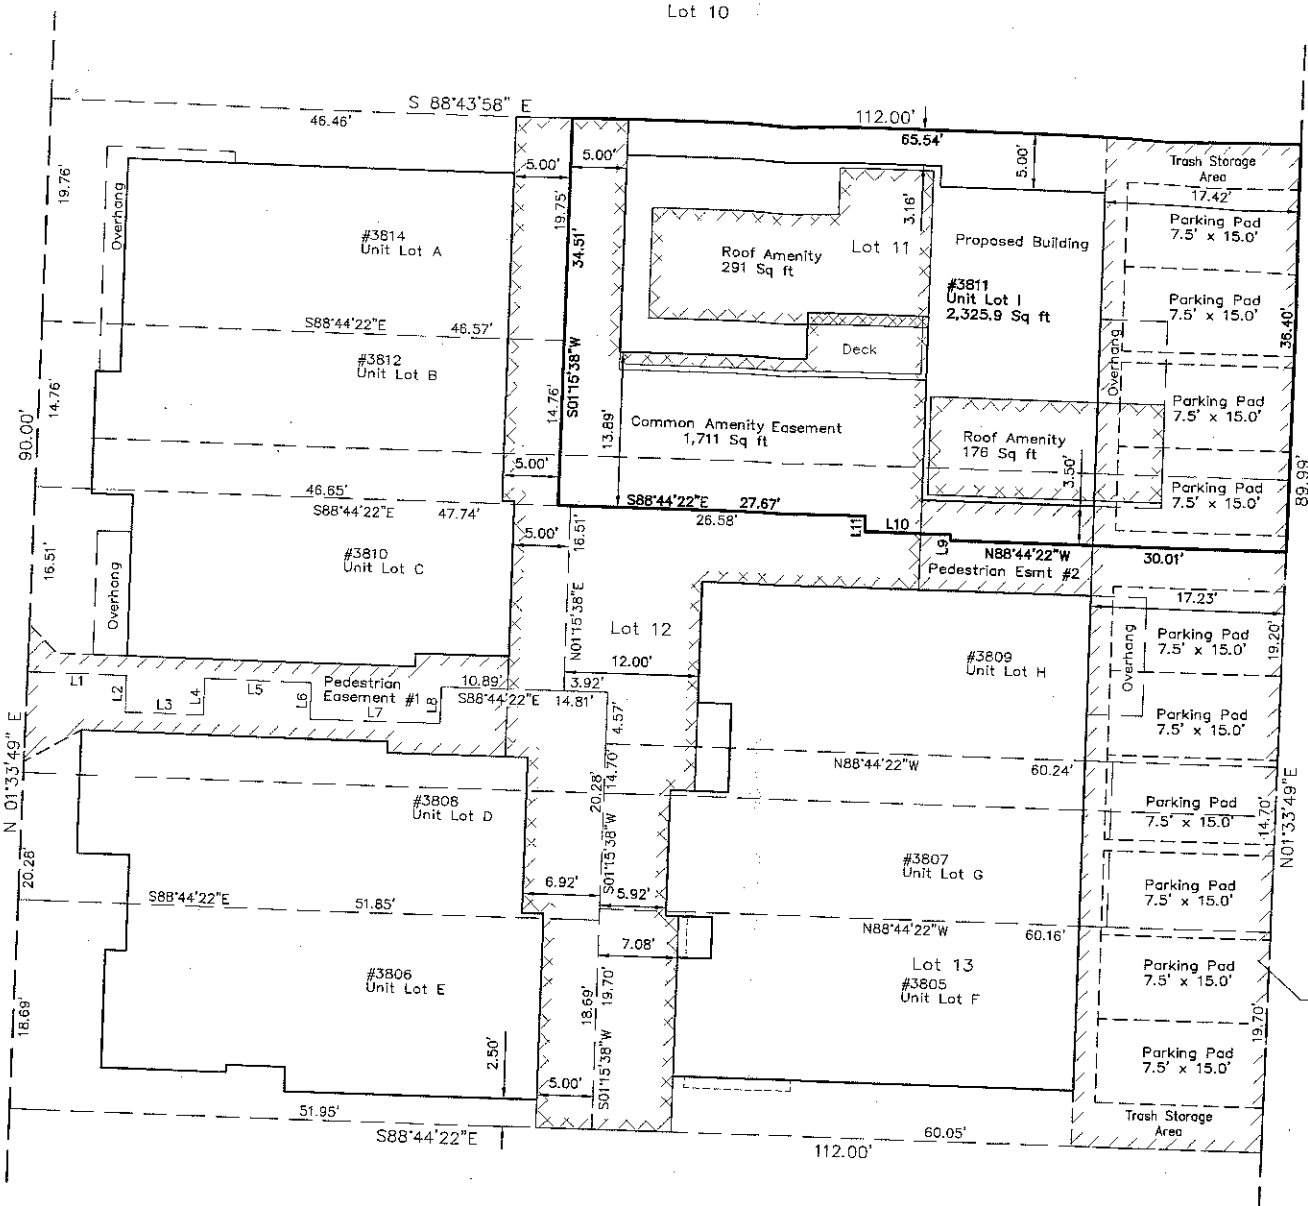 Lot 10
S 88°43'58" E
112.00'
46.46'
65.54'
5.00'
5.00'
5.00'
Trash Storage
Area
17.42'
19.76'
Overhang
19.75'
34.51'
3.16'
Parking Pad
7.5' x 15.0'
#3814
Unit Lot A
Roof Amenity
291 Sq ft
Lot 11
Proposed Building
#3811
Unit Lot I
2,325.9 Sq ft
Parking Pad
7.5' x 15.0'
36.40'
S88°44'22"E
46.57'
#3812
Unit Lot B
Deck
Overhang
14.76'
S01°15'38"W
14.76'
13.89'
Common Amenity Easement
1,711 Sq ft
Parking Pad
7.5' x 15.0'
Roof Amenity
176 Sq ft
3.50'
90.00'
5.00'
Parking Pad
7.5' x 15.0'
89.99'
46.65'
S88°44'22"E
47.74'
S88°44'22"E
27.67'
26.58'
L11
L10
L9
N88°44'22"W
30.01'
Pedestrian Esmt #2
5.00'
16.51'
16.51'
#3810
Unit Lot C
Overhang
N01°15'38"E
Lot 12
12.00'
17.23'
19.20'
Overhang
Parking Pad
7.5' x 15.0'
#3809
Unit Lot H
L1
L2
L3
L4
L5
L6
L7
L8
Pedestrian
Easement #1
10.89'
3.92'
S88°44'22"E
14.81'
4.57'
Parking Pad
7.5' x 15.0'
N 01°33'49" E
14.70'
20.28'
N88°44'22"W
60.24'
N01°33'49"E
#3808
Unit Lot D
Parking Pad
7.5' x 15.0'
14.70'
20.28'
S01°15'38"W
#3807
Unit Lot G
S88°44'22"E
51.85'
6.92'
5.92'
Parking Pad
7.5' x 15.0'
N88°44'22"W
60.16'
7.08'
#3806
Unit Lot E
Lot 13
#3805
Unit Lot F
Parking Pad
7.5' x 15.0'
18.69'
18.69'
19.70'
19.70'
2.50'
S01°15'38"W
5.00'
Parking Pad
7.5' x 15.0'
51.95'
S88°44'22"E
60.05'
112.00'
Trash Storage
Area